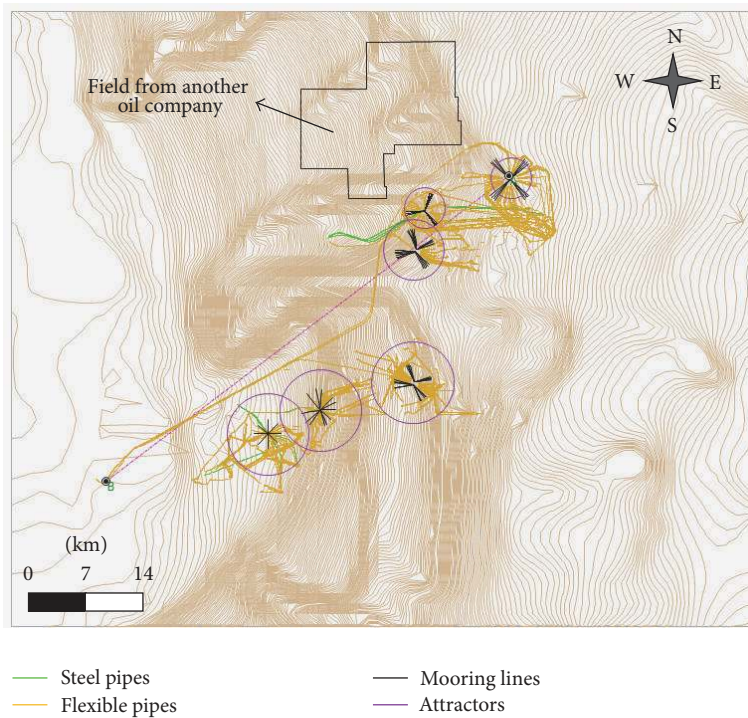 N
Field from another
oil company
W E
S
B
(km)
0 7 14
Steel pipes
Mooring lines
Flexible pipes
Attractors